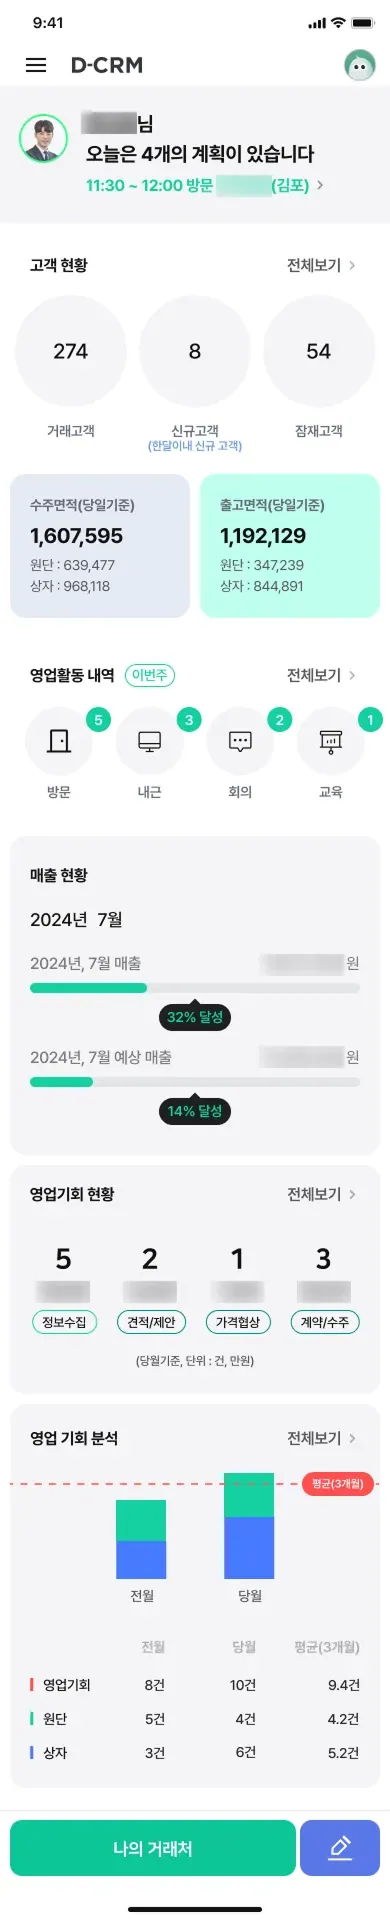 9:41
D-CRM
님
오늘은 4개의 계획이 있습니다
11:30 ~ 12:00 방문 (김포) >
고객 현황 전체보기 >
274 8 54
거래고객 신규고객 잠재고객
(한달이내 신규 고객)
수주면적(당일기준) 출고면적(당일기준)
1,607,595 1,192,129
원단 : 639,477 원단 : 347,239
상자 : 968,118 상자 : 844,891
영업활동 내역 이번주 전체보기 >
5 3 2 1
방문 내근 회의 교육
매출 현황
2024년 7월
2024년, 7월 매출 원
32% 달성
2024년, 7월 예상 매출 원
14% 달성
영업기회 현황 전체보기 >
5 2 1 3
정보수집 견적/제안 가격협상 계약/수주
(당월기준, 단위 : 건, 만원)
영업 기회 분석 전체보기 >
평균(3개월)
전월 당월
전월 당월 평균(3개월)
영업기회 8건 10건 9.4건
원단 5건 4건 4.2건
상자 3건 6건 5.2건
나의 거래처